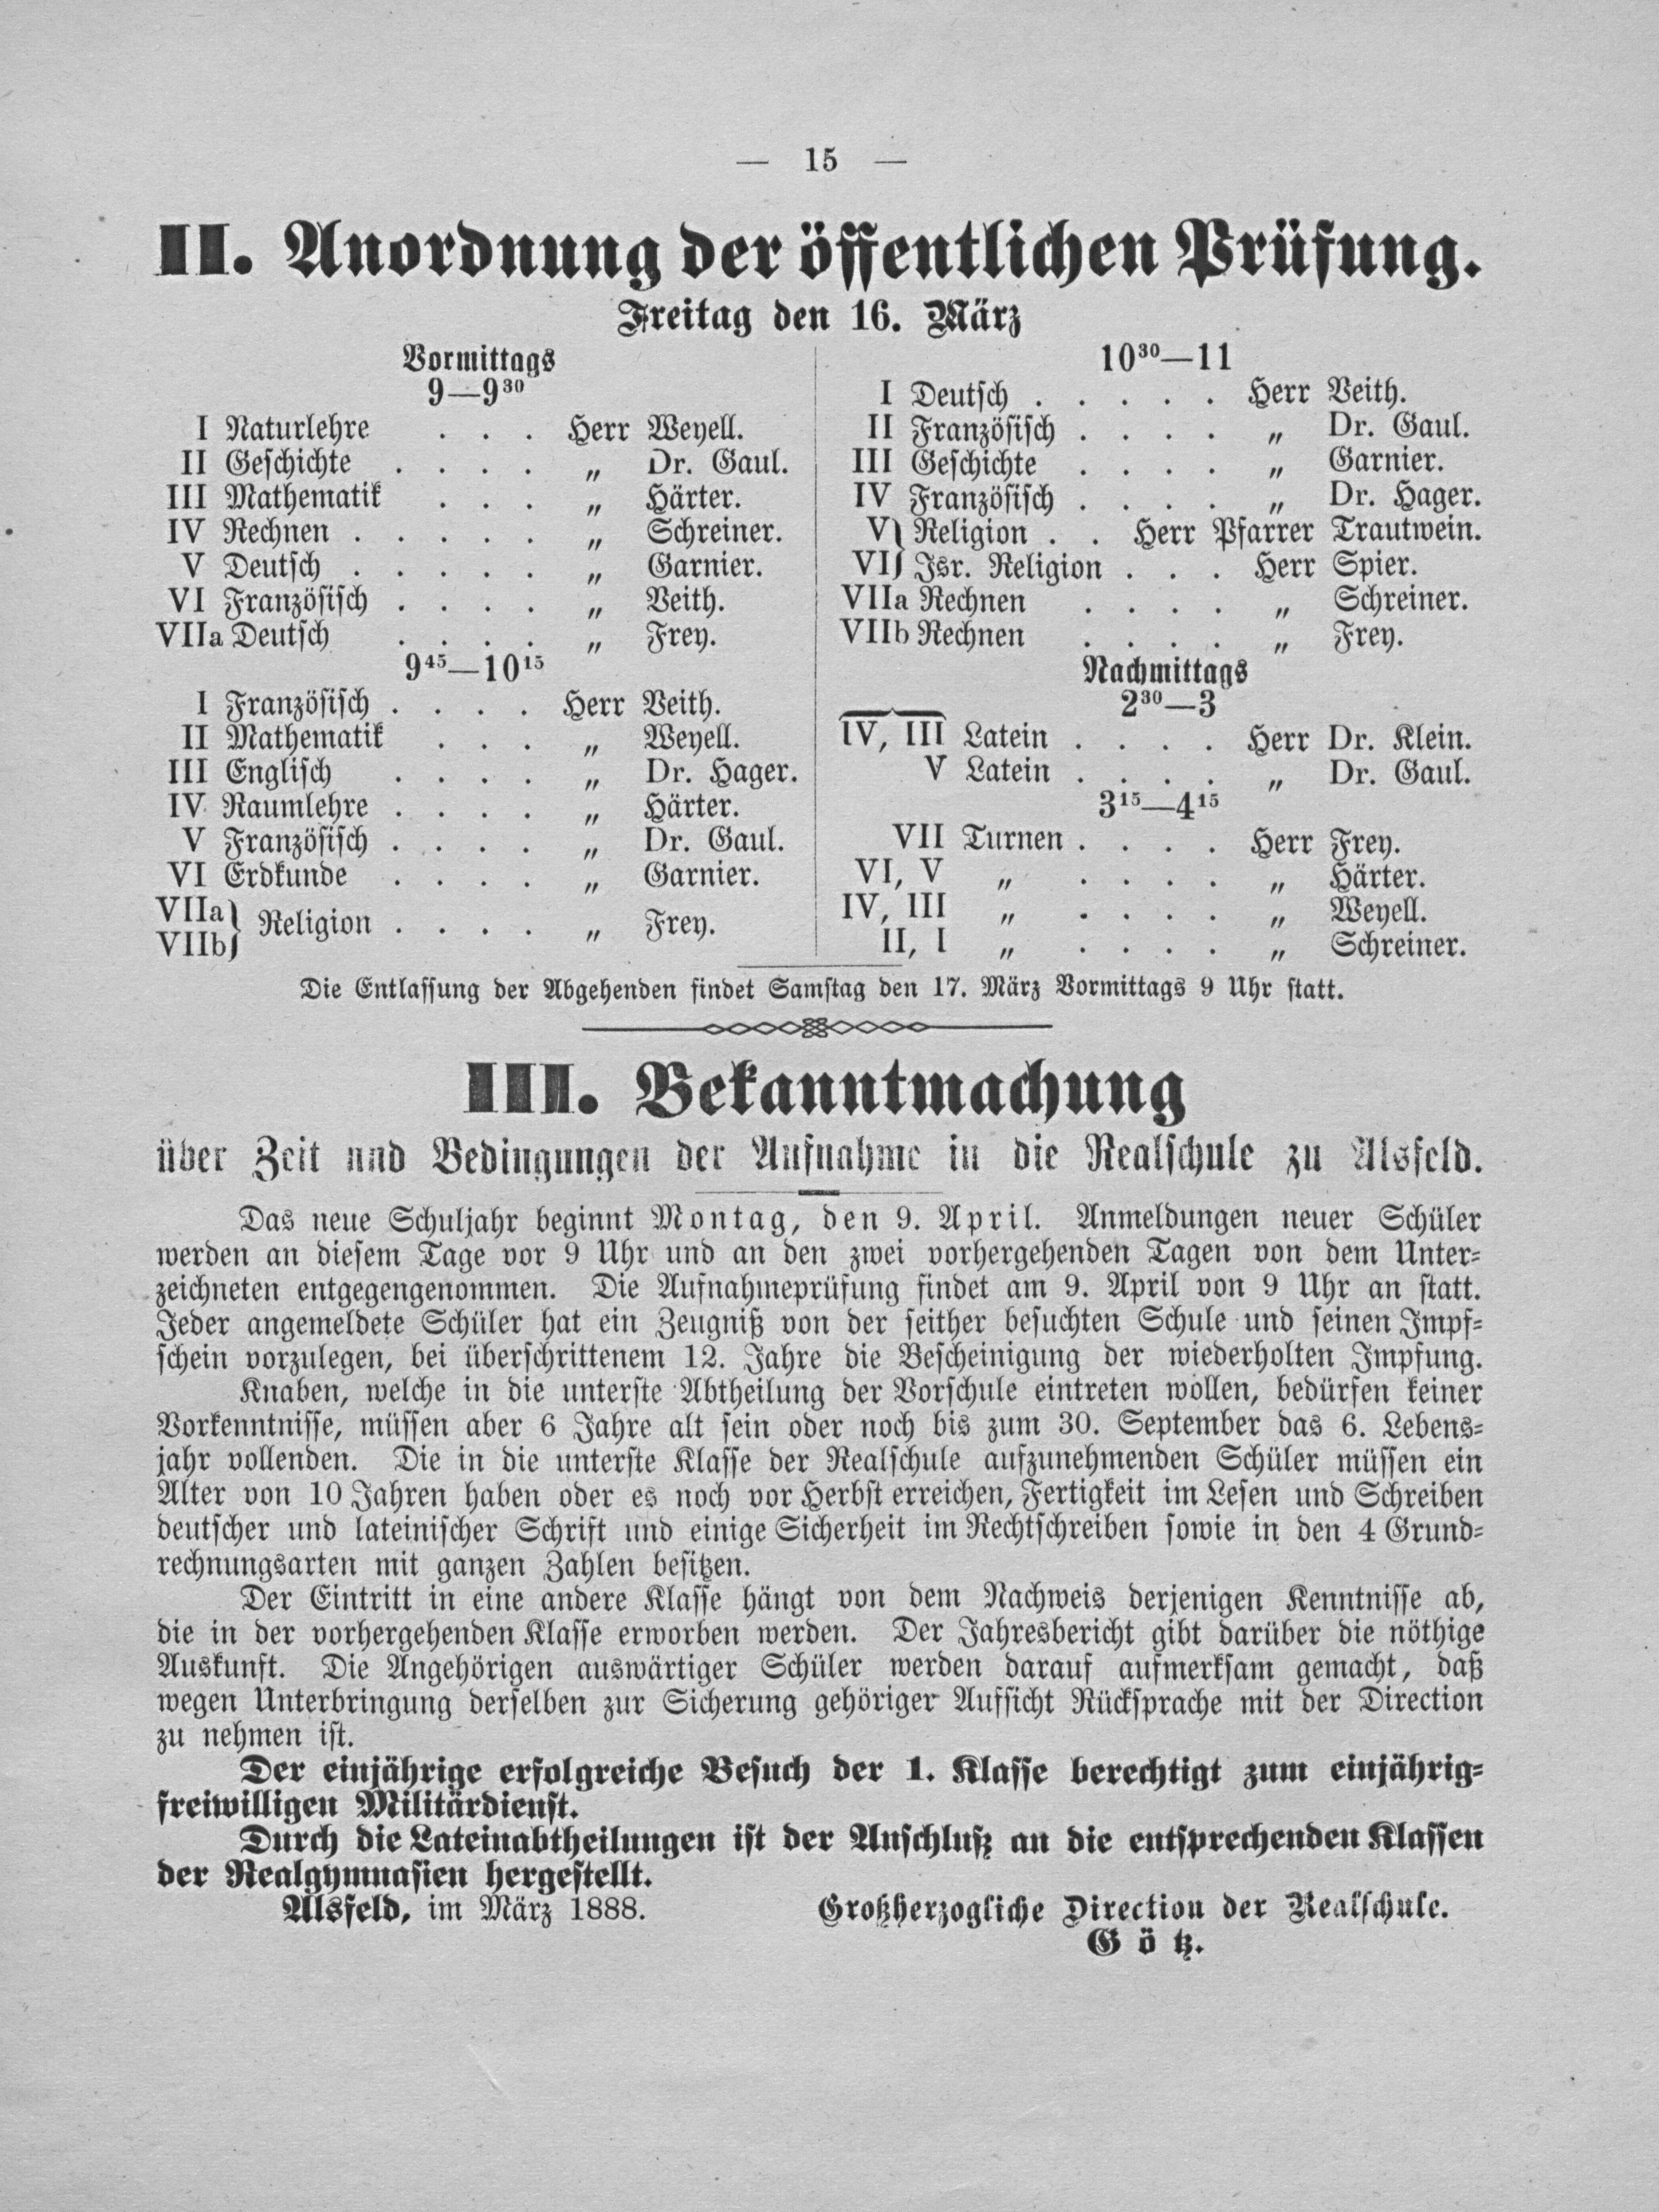 — 15 —
II. Anordnung der öffentlichen Prüfung.
Freitag den 16. März
Vormittags
9—9³⁰
I Naturlehre . . . Herr Weyell.
II Geschichte . . . . „ Dr. Gaul.
III Mathematik . . . „ Härter.
IV Rechnen . . . . . „ Schreiner.
V Deutsch . . . . . „ Garnier.
VI Französisch . . . . „ Veith.
VIIa Deutsch . . . . „ Frey.
9⁴⁵—10¹⁵
I Französisch . . . . Herr Veith.
II Mathematik . . . „ Weyell.
III Englisch . . . . „ Dr. Hager.
IV Raumlehre . . . . „ Härter.
V Französisch . . . . „ Dr. Gaul.
VI Erdkunde . . . . „ Garnier.
VIIa
VIIb} Religion . . . . „ Frey.
10³⁰—11
I Deutsch . . . . . Herr Veith.
II Französisch . . . . „ Dr. Gaul.
III Geschichte . . . . „ Garnier.
IV Französisch . . . . „ Dr. Hager.
V} Religion . . Herr Pfarrer Trautwein.
VI} Isr. Religion . . . Herr Spier.
VIIa Rechnen . . . . „ Schreiner.
VIIb Rechnen . . . . „ Frey.
Nachmittags
2³⁰—3
IV, III Latein . . . . Herr Dr. Klein.
V Latein . . . . „ Dr. Gaul.
3¹⁵—4¹⁵
VII Turnen . . . . Herr Frey.
VI, V „ . . . . „ Härter.
IV, III „ . . . . „ Weyell.
II, I „ . . . . „ Schreiner.
Die Entlassung der Abgehenden findet Samstag den 17. März Vormittags 9 Uhr statt.
III. Bekanntmachung
über Zeit und Bedingungen der Aufnahme in die Realschule zu Alsfeld.
Das neue Schuljahr beginnt Montag, den 9. April. Anmeldungen neuer Schüler
werden an diesem Tage vor 9 Uhr und an den zwei vorhergehenden Tagen von dem Unter-
zeichneten entgegengenommen. Die Aufnahmeprüfung findet am 9. April von 9 Uhr an statt.
Jeder angemeldete Schüler hat ein Zeugniß von der seither besuchten Schule und seinen Impf-
schein vorzulegen, bei überschrittenem 12. Jahre die Bescheinigung der wiederholten Impfung.
Knaben, welche in die unterste Abtheilung der Vorschule eintreten wollen, bedürfen keiner
Vorkenntnisse, müssen aber 6 Jahre alt sein oder noch bis zum 30. September das 6. Lebens-
jahr vollenden. Die in die unterste Klasse der Realschule aufzunehmenden Schüler müssen ein
Alter von 10 Jahren haben oder es noch vor Herbst erreichen, Fertigkeit im Lesen und Schreiben
deutscher und lateinischer Schrift und einige Sicherheit im Rechtschreiben sowie in den 4 Grund-
rechnungsarten mit ganzen Zahlen besitzen.
Der Eintritt in eine andere Klasse hängt von dem Nachweis derjenigen Kenntnisse ab,
die in der vorhergehenden Klasse erworben werden. Der Jahresbericht gibt darüber die nöthige
Auskunft. Die Angehörigen auswärtiger Schüler werden darauf aufmerksam gemacht, daß
wegen Unterbringung derselben zur Sicherung gehöriger Aufsicht Rücksprache mit der Direction
zu nehmen ist.
Der einjährige erfolgreiche Besuch der 1. Klasse berechtigt zum einjährig-
freiwilligen Militärdienst.
Durch die Lateinabtheilungen ist der Anschluß an die entsprechenden Klassen
der Realgymnasien hergestellt.
Alsfeld, im März 1888. Großherzogliche Direction der Realschule.
Götz.